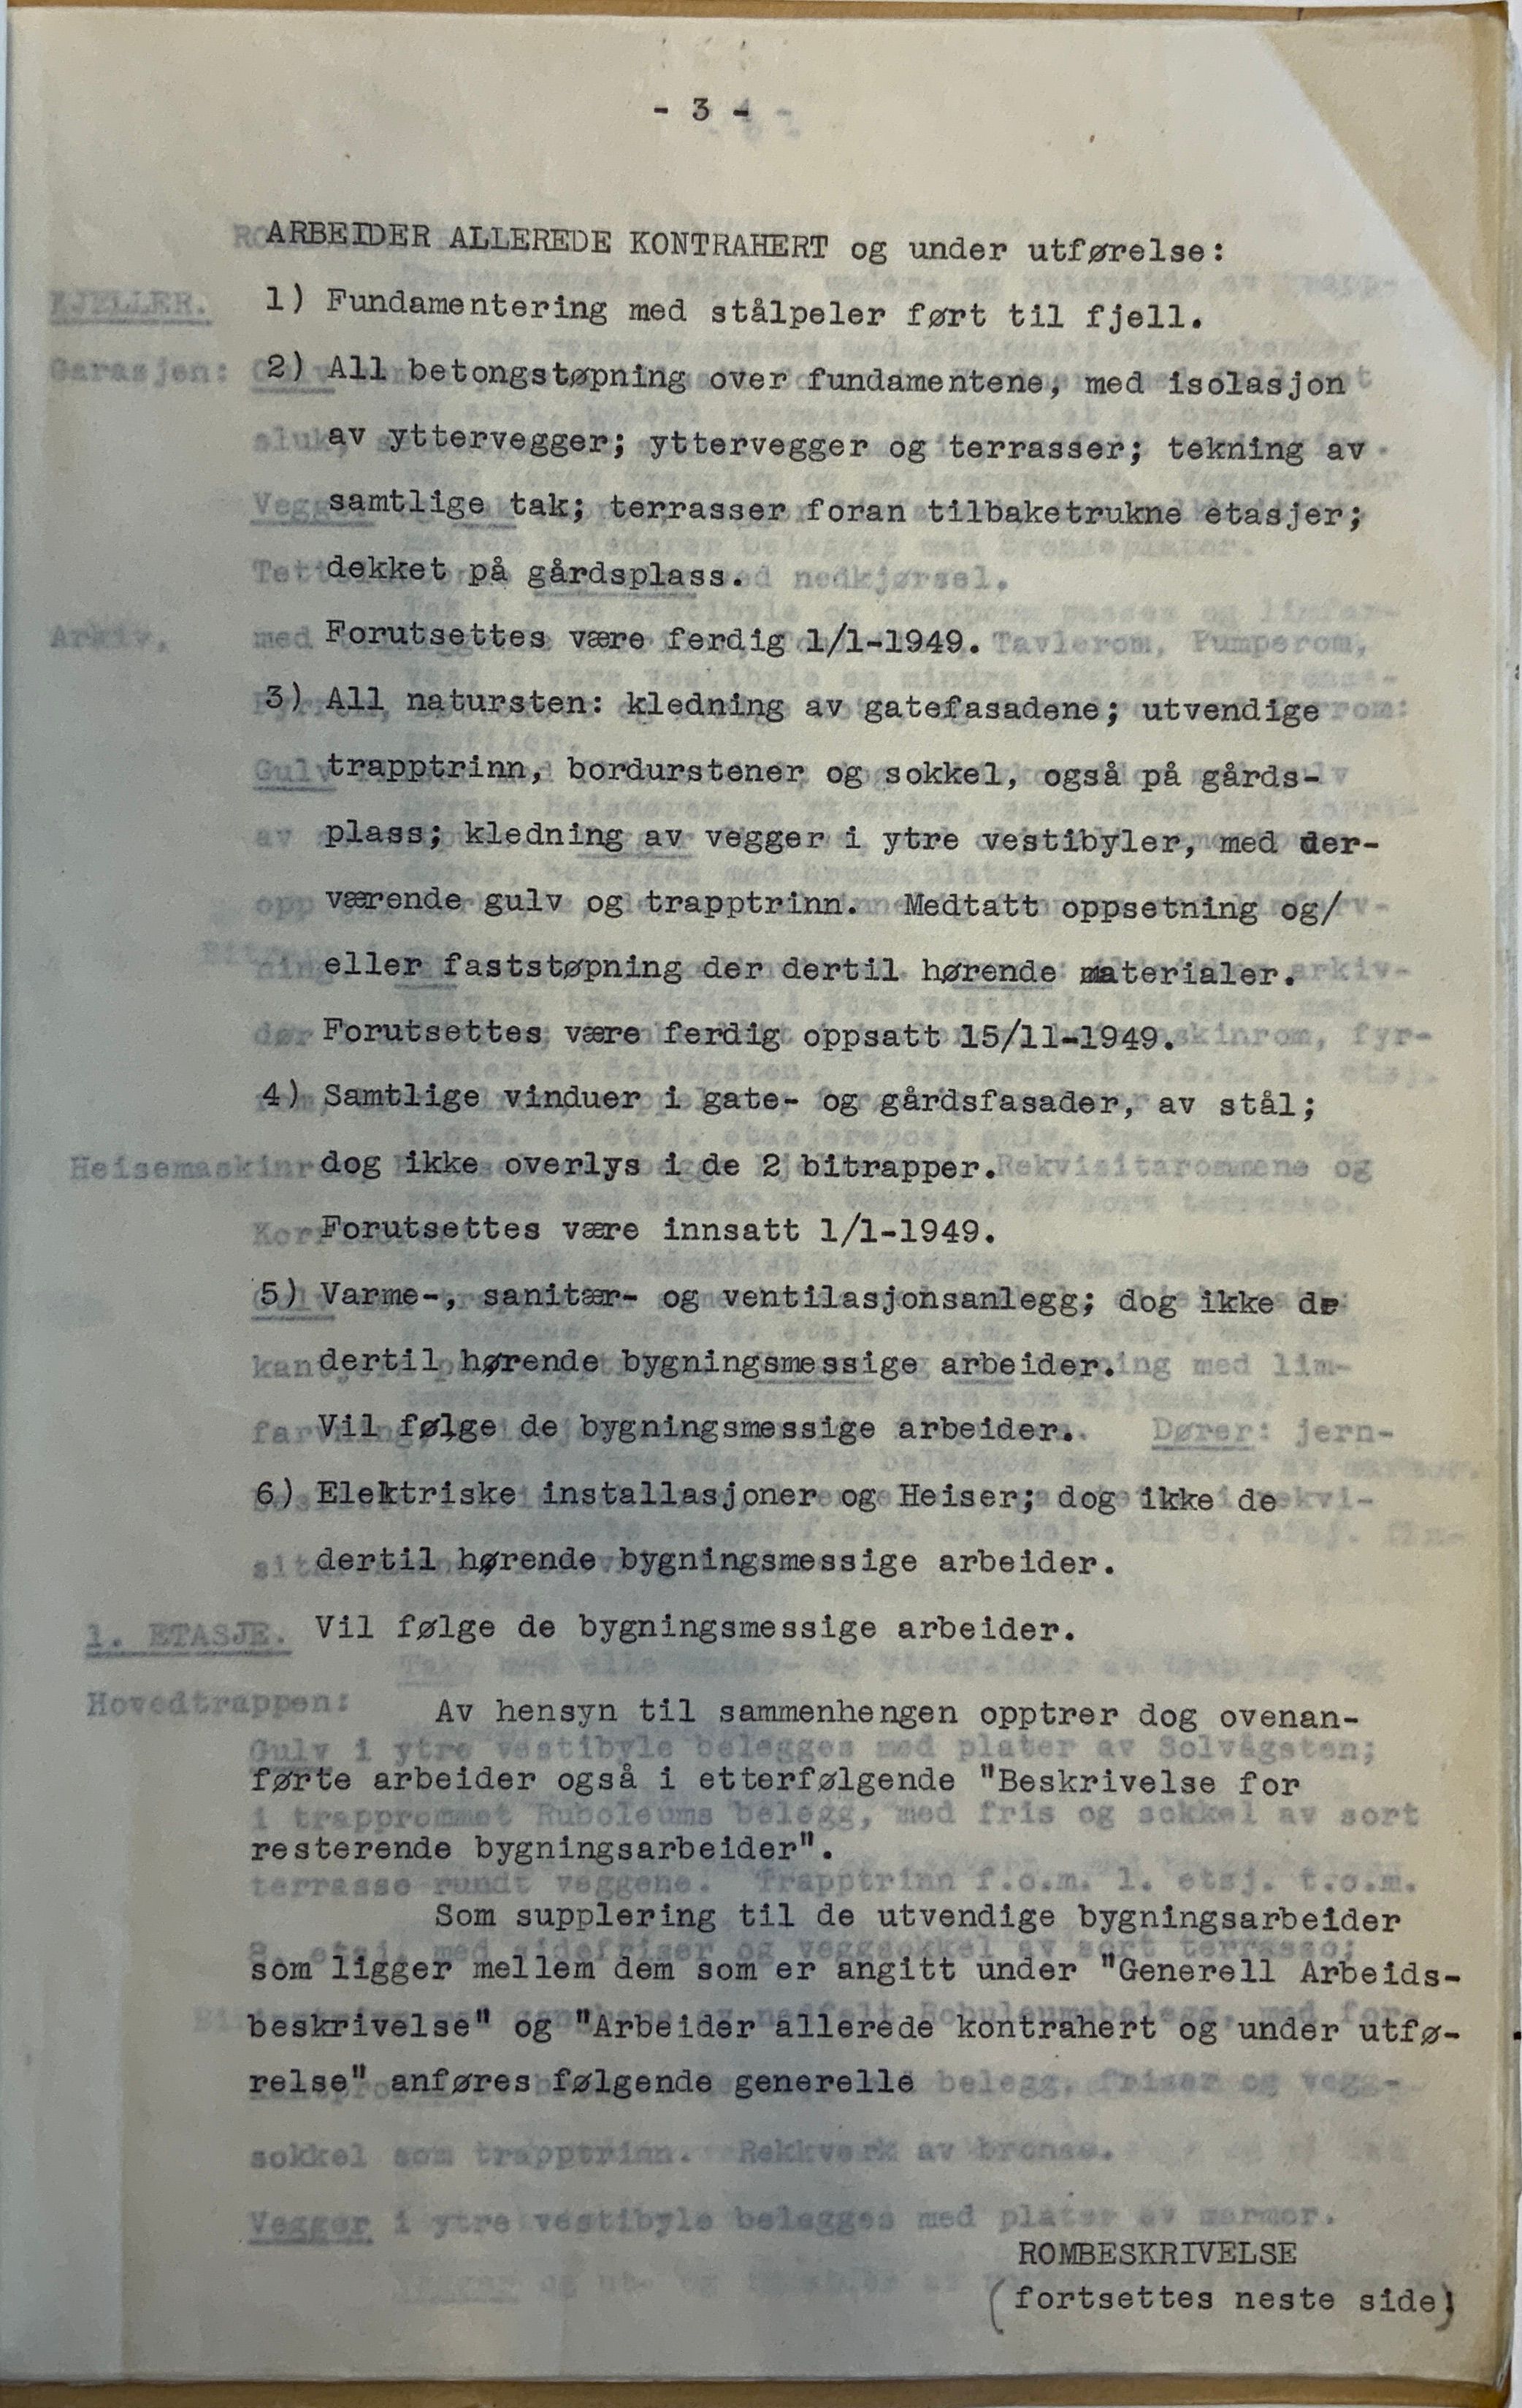 - 3 -
ARBEIDER ALLEREDE KONTRAHERT og under utførelse:
1) Fundamentering med stålpeler ført til fjell.
2) All betongstøpning over fundamentene, med isolasjon
av yttervegger; yttervegger og terrasser; tekning av
samtlige tak; terrasser foran tilbaketrukne etasjer;
dekket på gårdsplass.
Forutsettes være ferdig 1/1-1949.
3) All natursten: kledning av gatefasadene; utvendige
trapptrinn, bordurstener og sokkel, også på gårds-
plass; kledning av vegger i ytre vestibyler, med der-
værende gulv og trapptrinn. Medtatt oppsetning og/
eller faststøpning der dertil hørende materialer.
Forutsettes være ferdig oppsatt 15/11-1949.
4) Samtlige vinduer i gate- og gårdsfasader, av stål;
dog ikke overlys i de 2 bitrapper.
Forutsettes være innsatt 1/1-1949.
5) Varme-, sanitær- og ventilasjonsanlegg; dog ikke de
dertil hørende bygningsmessige arbeider.
Vil følge de bygningsmessige arbeider.
6) Elektriske installasjoner og Heiser; dog ikke de
dertil hørende bygningsmessige arbeider.
Vil følge de bygningsmessige arbeider.
Av hensyn til sammenhengen opptrer dog ovenan-
førte arbeider også i etterfølgende "Beskrivelse for
resterende bygningsarbeider".
Som supplering til de utvendige bygningsarbeider
som ligger mellem dem som er angitt under "Generell Arbeids-
beskrivelse" og "Arbeider allerede kontrahert og under utfø-
relse" anføres følgende generelle
ROMBESKRIVELSE
(fortsettes neste side)